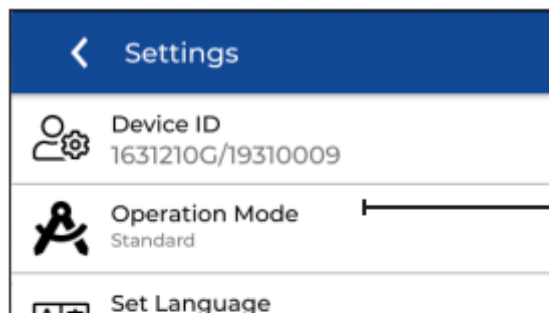 Settings
Device ID
1631210G/19310009
Operation Mode
Standard
Set Language